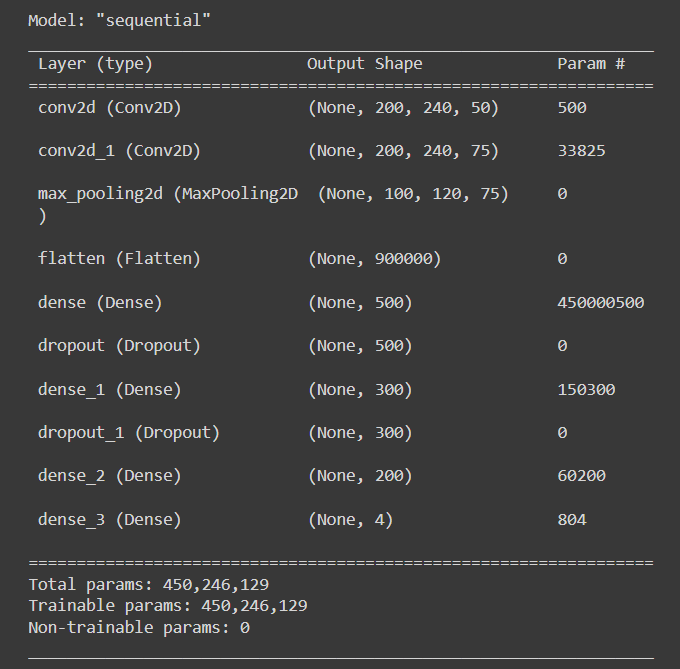 Model: "sequential"
Layer (type) Output Shape Param #
conv2d (Conv2D) (None, 200, 240, 50) 500
conv2d_1 (Conv2D) (None, 200, 240, 75) 33825
max_pooling2d (MaxPooling2D (None, 100, 120, 75) 0
)
flatten (Flatten) (None, 900000) 0
dense (Dense) (None, 500) 450000500
dropout (Dropout) (None, 500) 0
dense_1 (Dense) (None, 300) 150300
dropout_1 (Dropout) (None, 300) 0
dense_2 (Dense) (None, 200) 60200
dense_3 (Dense) (None, 4) 804
Total params: 450,246,129
Trainable params: 450,246,129
Non-trainable params: 0